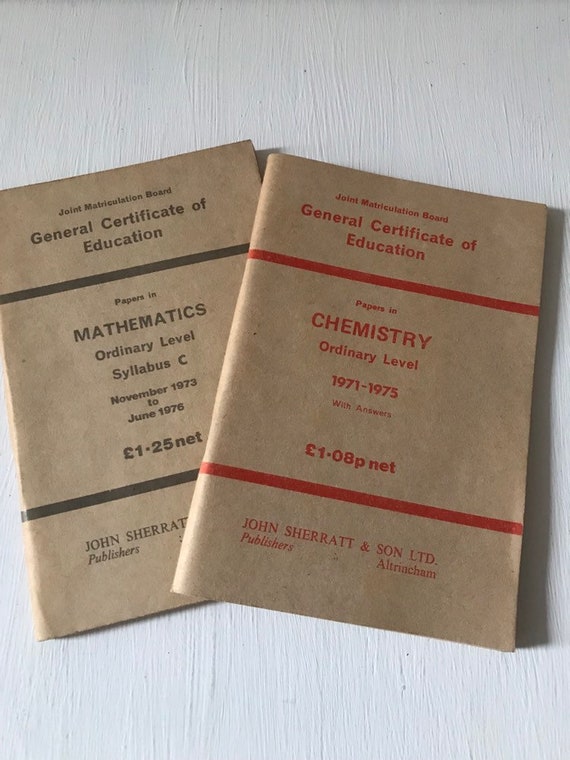 Joint Matriculation Board
General Certificate of
Education
Papers in
MATHEMATICS
Ordinary Level
Syllabus C
November 1973
to
June 1976
£1·25 net
JOHN SHERRATT
Publishers
Joint Matriculation Board
General Certificate of
Education
Papers in
CHEMISTRY
Ordinary Level
1971-1975
With Answers
£1·08p net
JOHN SHERRATT & SON LTD.
Publishers Altrincham